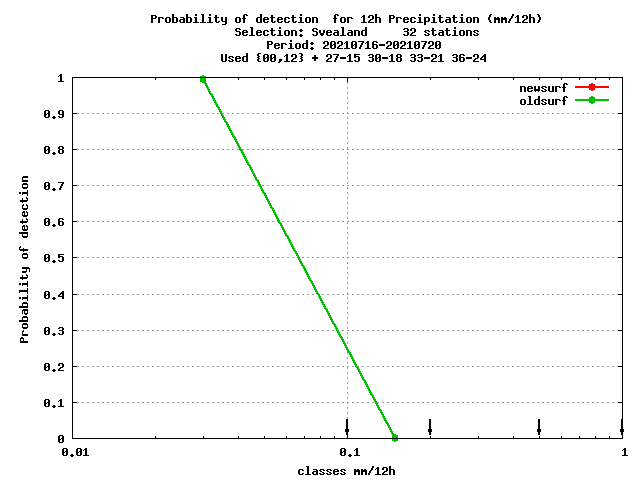 Probability of detection  for 12h Precipitation (mm/12h)
Selection: Svealand     32 stations
Period: 20210716-20210720
Used {00,12} + 27-15 30-18 33-21 36-24
newsurf
oldsurf
1
0.9
0.8
0.7
0.6
0.5
0.4
0.3
0.2
0.1
0
Probability of detection
0.01
0.1
1
classes mm/12h